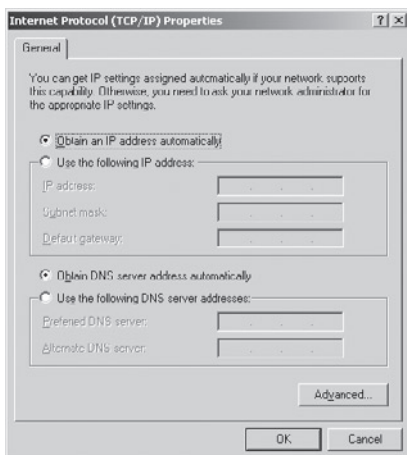 Internet Protocol (TCP/IP) Properties
General
You can get IP settings assigned automatically if your network supports
this capability. Otherwise, you need to ask your network administrator for
the appropriate IP settings.
Obtain an IP address automatically
Use the following IP address:
IP address:
Subnet mask:
Default gateway:
Obtain DNS server address automatically
Use the following DNS server addresses:
Preferred DNS server:
Alternate DNS server:
Advanced...
OK Cancel